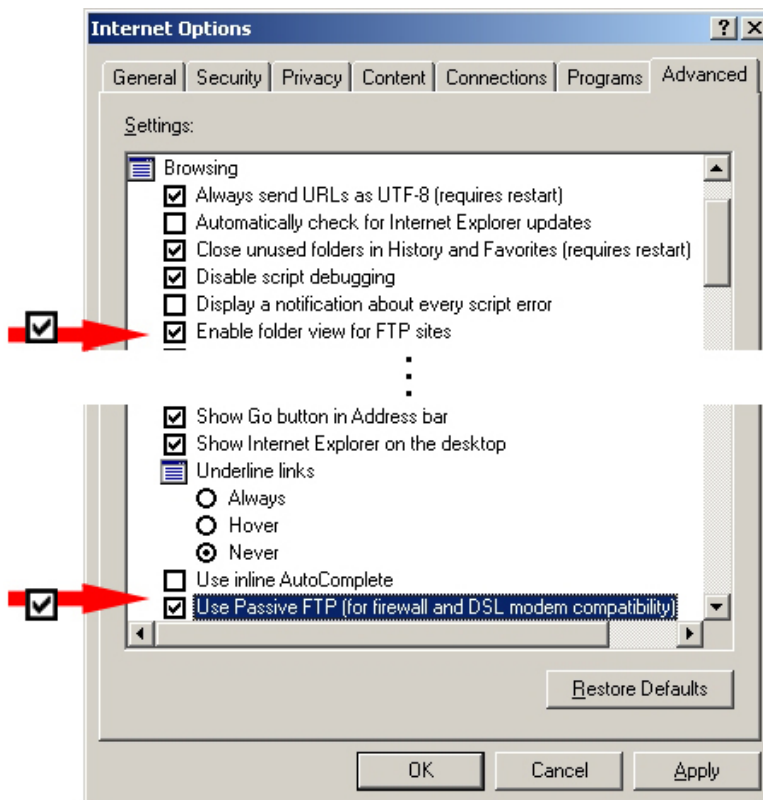 Internet Options
General Security Privacy Content Connections Programs Advanced
Settings:
Browsing
Always send URLs as UTF-8 (requires restart)
Automatically check for Internet Explorer updates
Close unused folders in History and Favorites (requires restart)
Disable script debugging
Display a notification about every script error
Enable folder view for FTP sites
Show Go button in Address bar
Show Internet Explorer on the desktop
Underline links
Always
Hover
Never
Use inline AutoComplete
Use Passive FTP (for firewall and DSL modem compatibility)
Restore Defaults
OK Cancel Apply